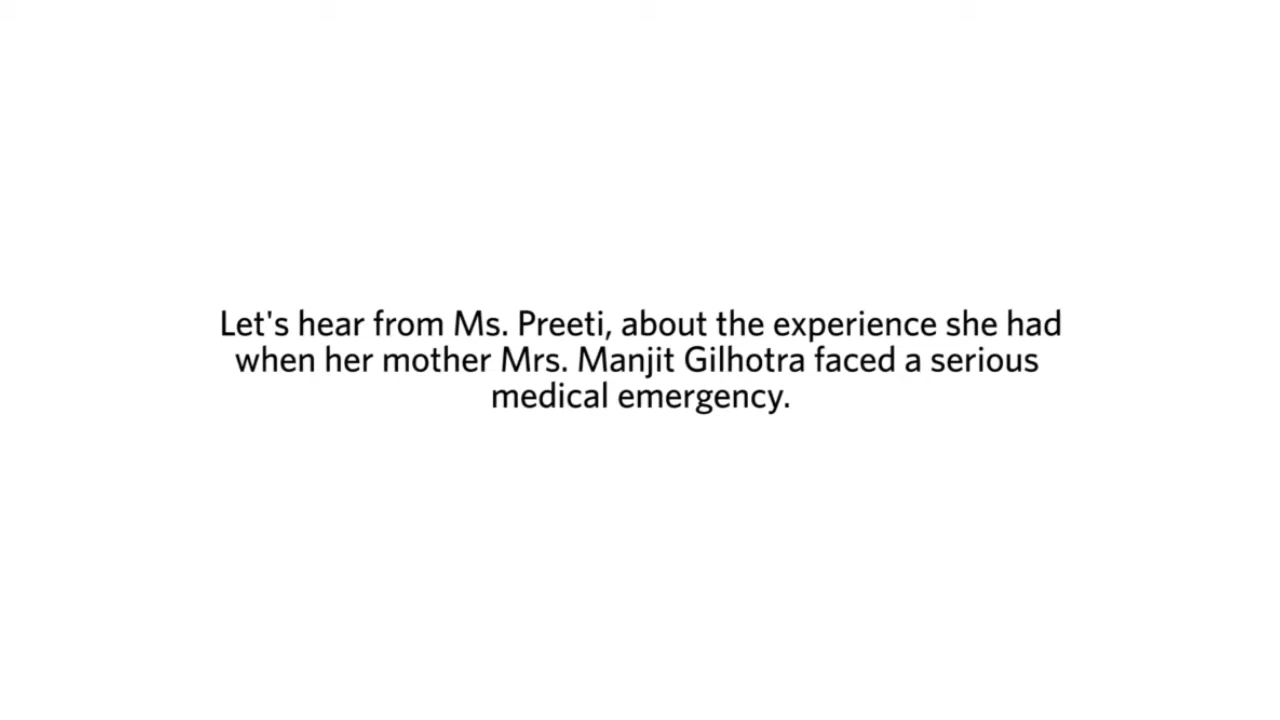 Let's hear from Ms. Preeti, about the experience she had
when her mother Mrs. Manjit Gilhotra faced a serious
medical emergency.